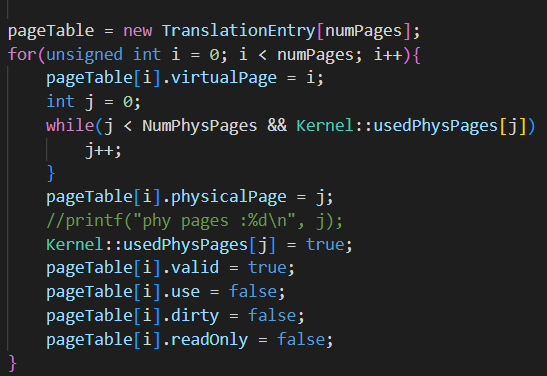 pageTable = new TranslationEntry[numPages];
for(unsigned int i = 0; i < numPages; i++){
    pageTable[i].virtualPage = i;
    int j = 0;
    while(j < NumPhysPages && Kernel::usedPhysPages[j])
        j++;
    }
    pageTable[i].physicalPage = j;
    //printf("phy pages :%d\n", j);
    Kernel::usedPhysPages[j] = true;
    pageTable[i].valid = true;
    pageTable[i].use = false;
    pageTable[i].dirty = false;
    pageTable[i].readOnly = false;
}